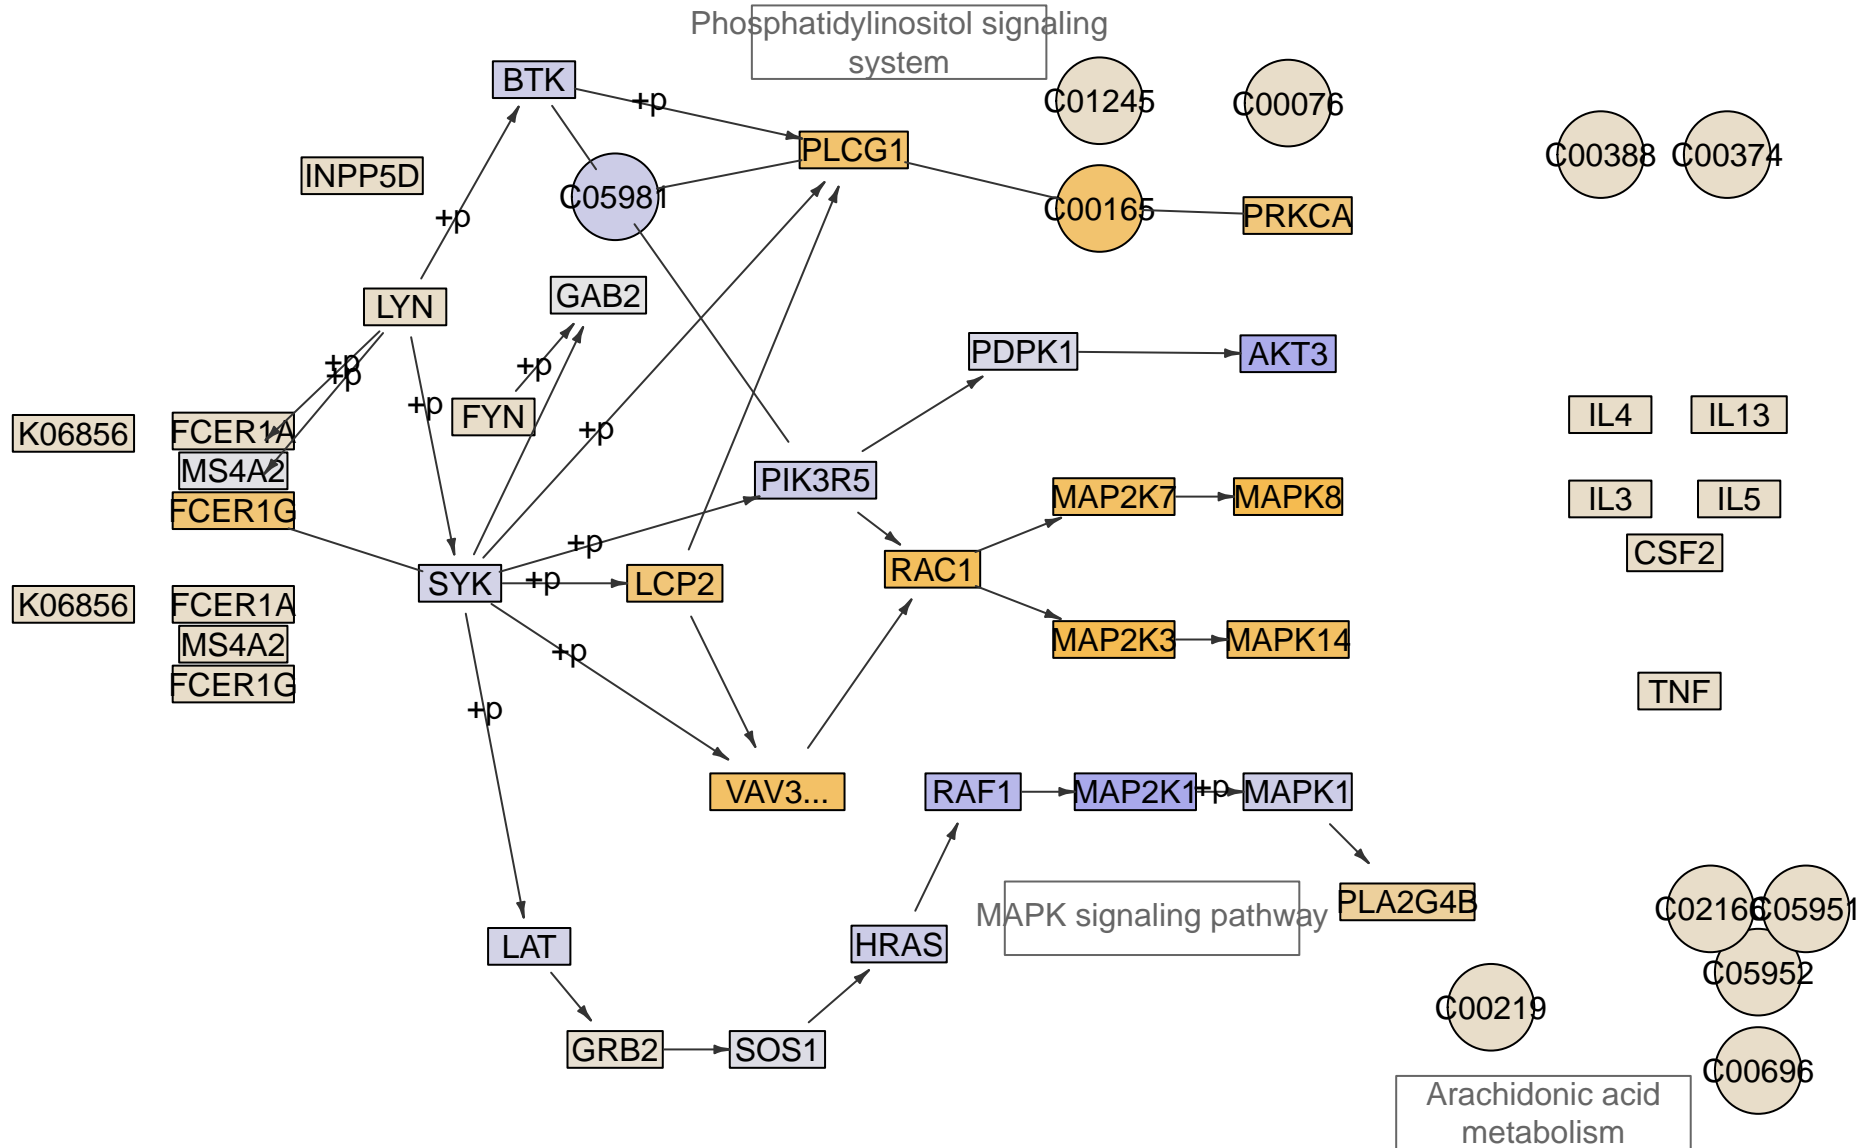 Phosphatidylinositol signaling
system
BTK
+p
C01245
C00076
PLCG1
C00388
C00374
INPP5D
C05981
C00165
PRKCA
+p
LYN
GAB2
PDPK1
AKT3
+p
+p
+p
+p
FYN
IL4
IL13
K06856
FCER1A
+p
MS4A2
PIK3R5
FCER1G
MAP2K7
MAPK8
IL3
IL5
+p
CSF2
SYK
+p
LCP2
RAC1
K06856
FCER1A
MS4A2
+p
MAP2K3
MAPK14
FCER1G
TNF
+p
VAV3...
RAF1
MAP2K1
+p
MAPK1
PLA2G4B
MAPK signaling pathway
C02166
C05951
LAT
HRAS
C05952
C00219
GRB2
SOS1
C00696
Arachidonic acid
metabolism